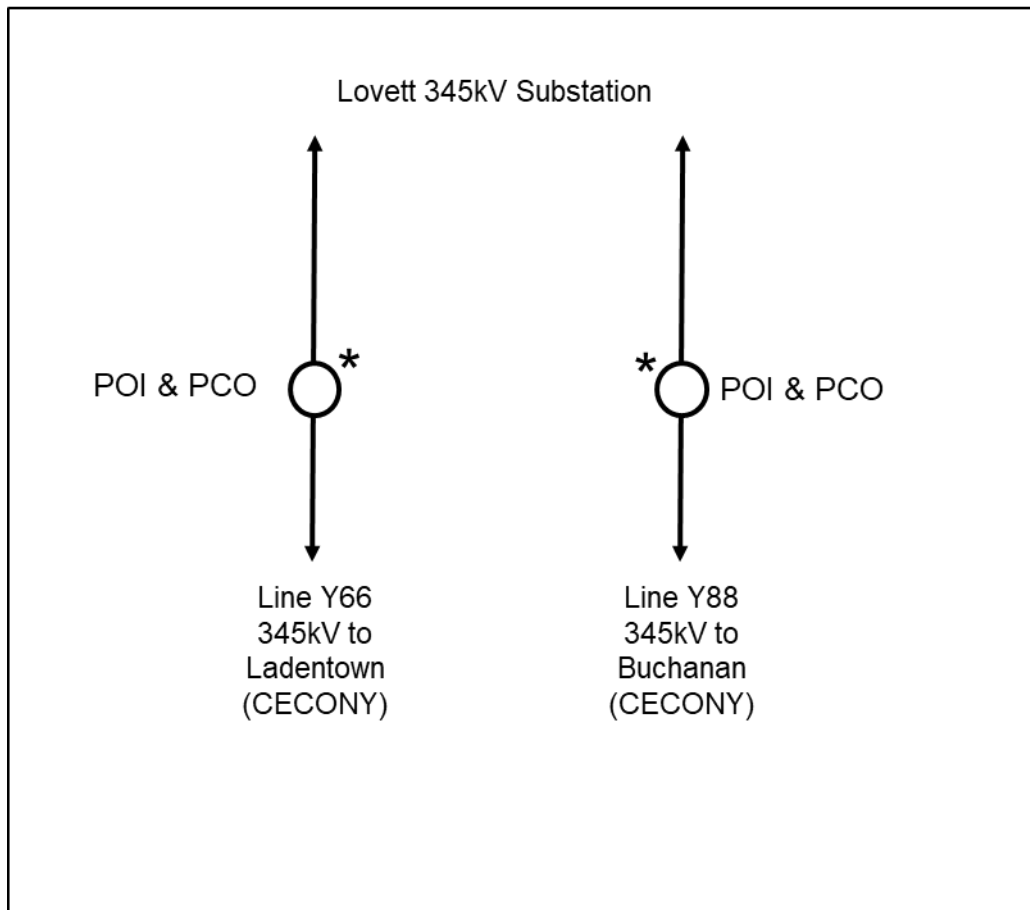 Lovett 345kV Substation
*
*
POI & PCO
POI & PCO
Line Y66
345kV to
Ladentown
(CECONY)
Line Y88
345kV to
Buchanan
(CECONY)